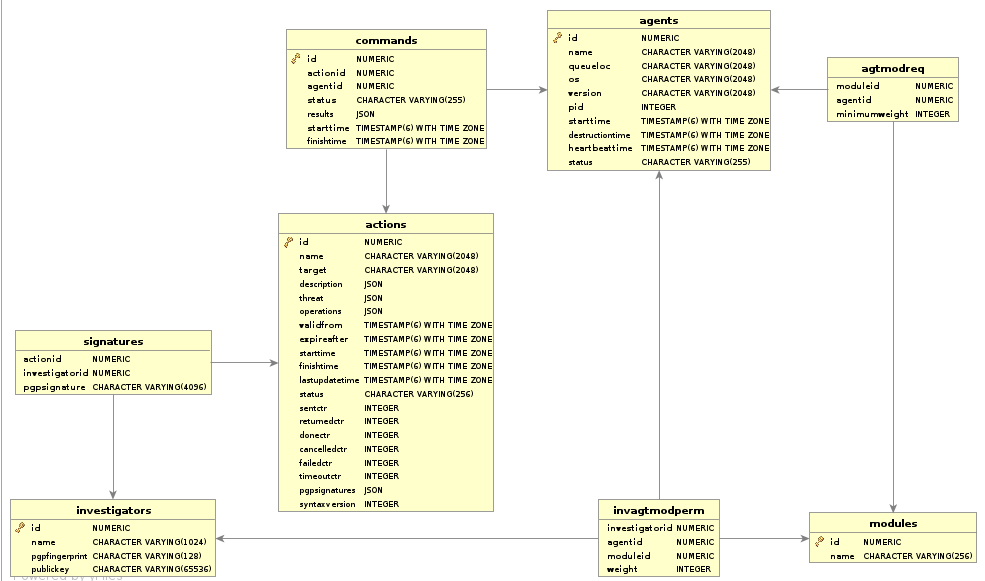 agents
id NUMERIC
name CHARACTER VARYING(2048)
queueloc CHARACTER VARYING(2048)
os CHARACTER VARYING(2048)
version CHARACTER VARYING(2048)
pid INTEGER
starttime TIMESTAMP(6) WITH TIME ZONE
destructiontime TIMESTAMP(6) WITH TIME ZONE
heartbeattime TIMESTAMP(6) WITH TIME ZONE
status CHARACTER VARYING(255)
commands
id NUMERIC
actionid NUMERIC
agentid NUMERIC
status CHARACTER VARYING(255)
results JSON
starttime TIMESTAMP(6) WITH TIME ZONE
finishtime TIMESTAMP(6) WITH TIME ZONE
agtmodreq
moduleid NUMERIC
agentid NUMERIC
minimumweight INTEGER
actions
id NUMERIC
name CHARACTER VARYING(2048)
target CHARACTER VARYING(2048)
description JSON
threat JSON
operations JSON
validfrom TIMESTAMP(6) WITH TIME ZONE
expireafter TIMESTAMP(6) WITH TIME ZONE
starttime TIMESTAMP(6) WITH TIME ZONE
finishtime TIMESTAMP(6) WITH TIME ZONE
lastupdatetime TIMESTAMP(6) WITH TIME ZONE
status CHARACTER VARYING(256)
sentctr INTEGER
returnedctr INTEGER
donectr INTEGER
cancelledctr INTEGER
failedctr INTEGER
timeoutctr INTEGER
pgpsignatures JSON
syntaxversion INTEGER
signatures
actionid NUMERIC
investigatorid NUMERIC
pgpsignature CHARACTER VARYING(4096)
investigators
id NUMERIC
name CHARACTER VARYING(1024)
pgpfingerprint CHARACTER VARYING(128)
publickey CHARACTER VARYING(65536)
invagtmodperm
investigatorid NUMERIC
agentid NUMERIC
moduleid NUMERIC
weight INTEGER
modules
id NUMERIC
name CHARACTER VARYING(256)